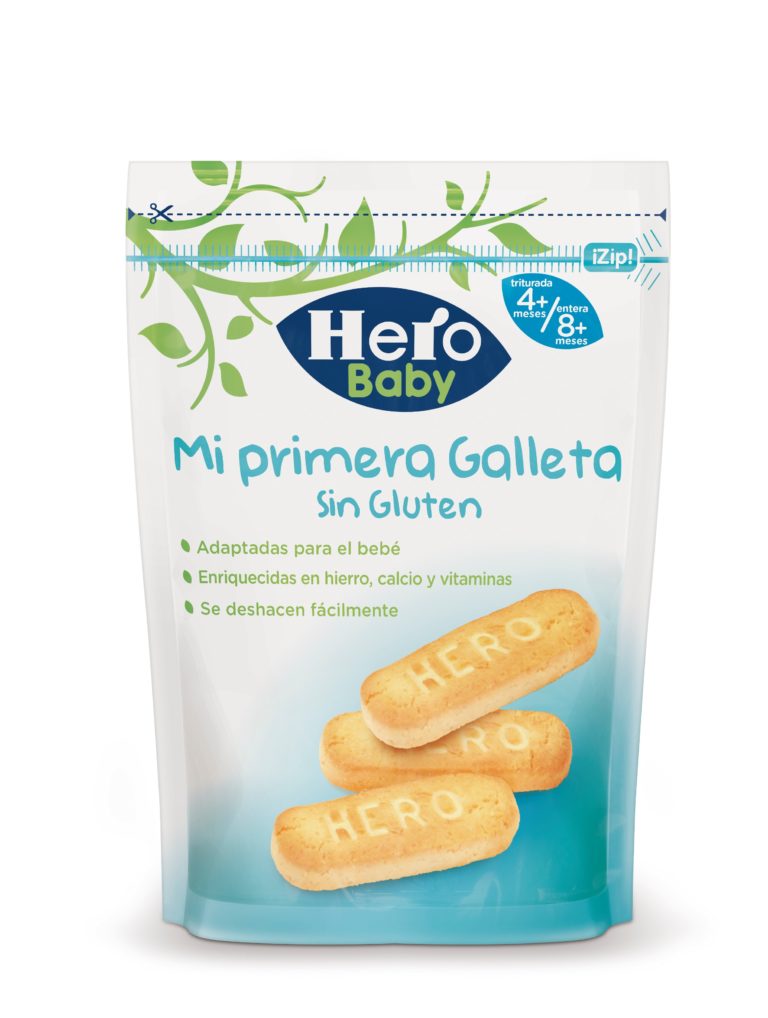 ¡Zip!
triturada
4+
meses/entera
8+
meses
Hero
Baby
Mi primera Galleta
Sin Gluten
Adaptadas para el bebé
Enriquecidas en hierro, calcio y vitaminas
Se deshacen fácilmente
HERO
ERO
HERO